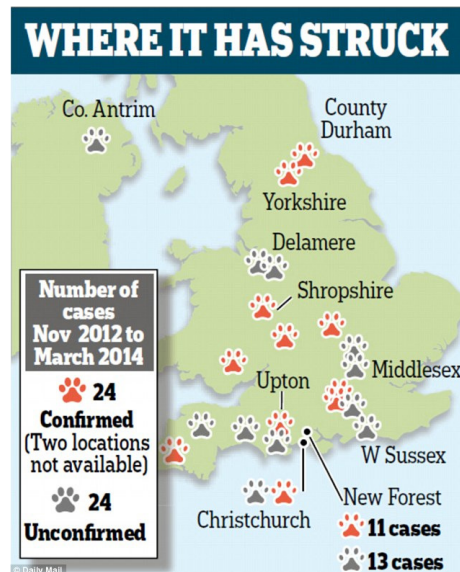 WHERE IT HAS STRUCK
Co. Antrim
County
Durham
Yorkshire
Delamere
Shropshire
Number of
cases
Nov 2012 to
March 2014
24
Confirmed
(Two locations
not available)
24
Unconfirmed
Middlesex
Upton
W Sussex
New Forest
11 cases
13 cases
Christchurch
© Daily Mail